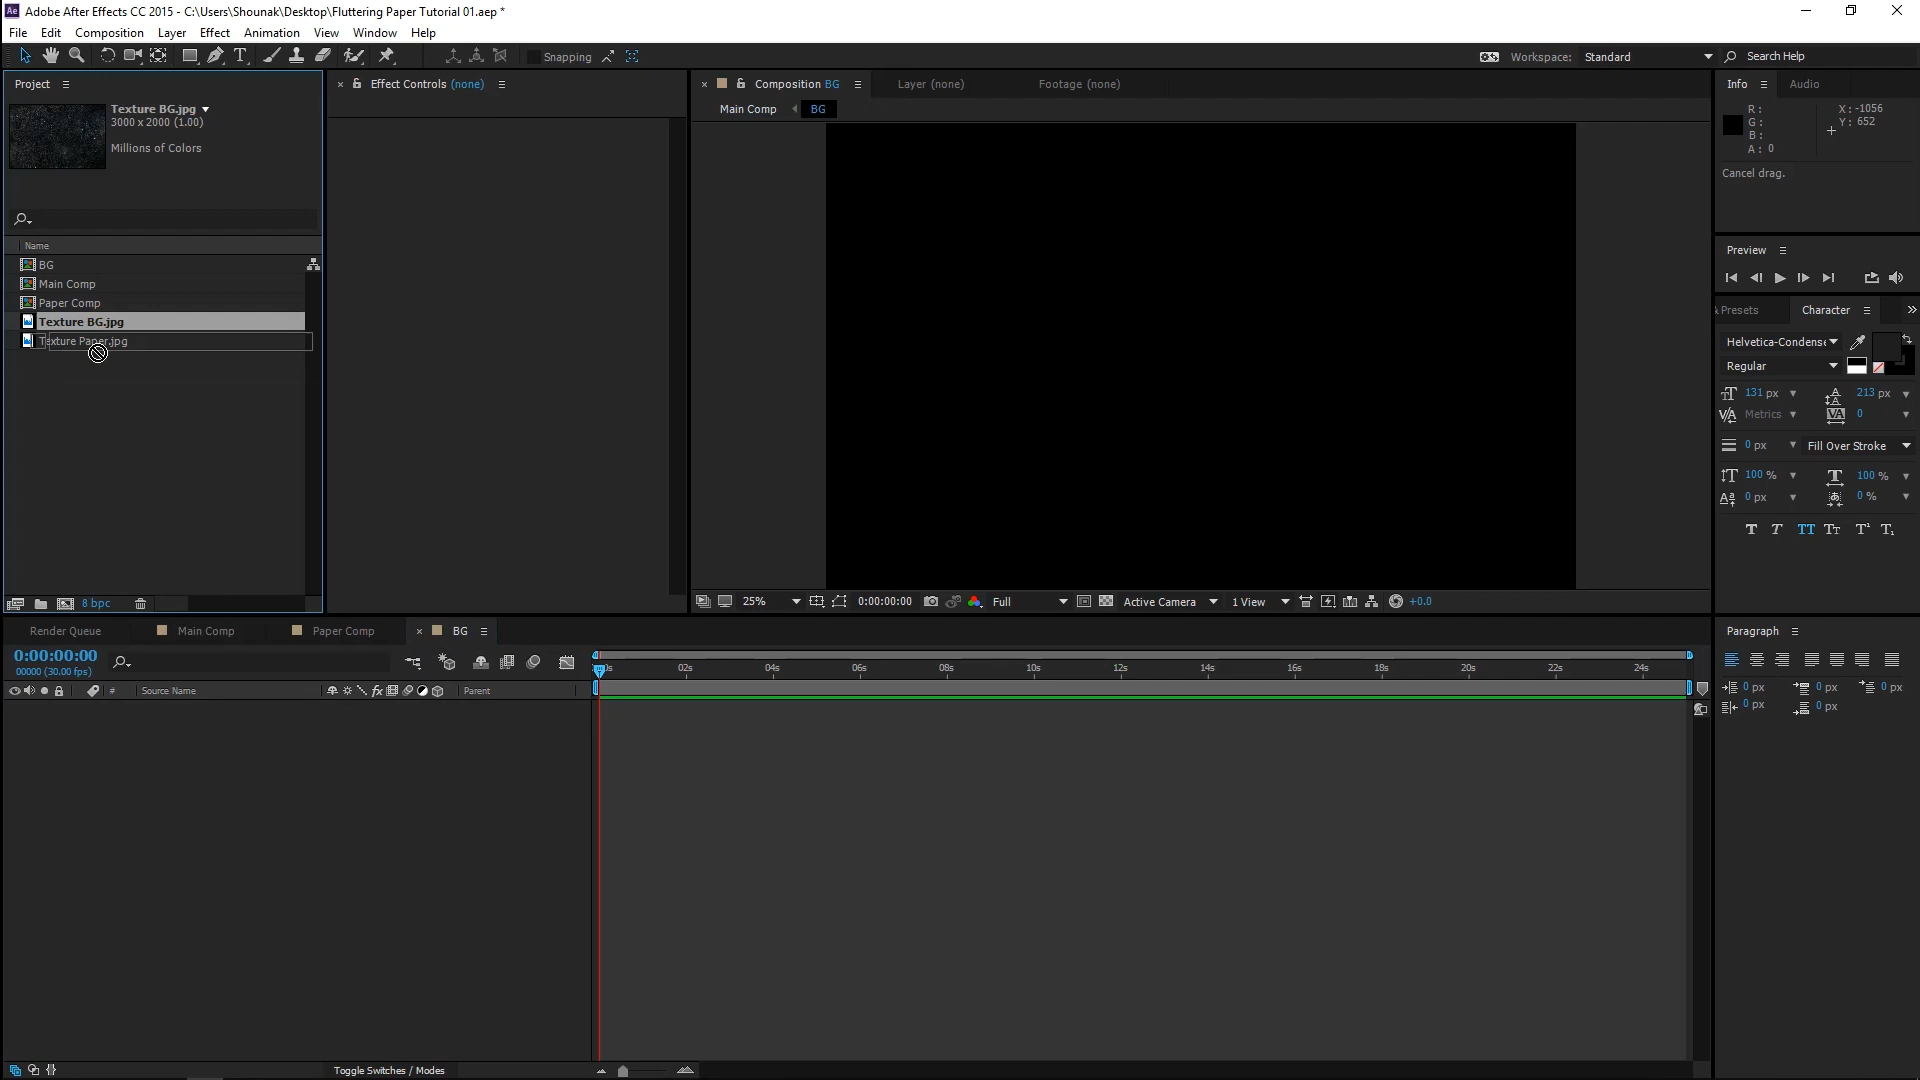 Adobe After Effects CC 2015 - C:\Users\Shounak\Desktop\Fluttering Paper Tutorial 01.aep *
File Edit Composition Layer Effect Animation View Window Help
Snapping
Workspace: Standard
Search Help
Project
Effect Controls (none)
Composition BG
Layer (none)
Footage (none)
Info
Audio
Texture BG.jpg
3000 x 2000 (1.00)
Millions of Colors
Main Comp
BG
R:
G:
B:
A: 0
X: -1056
Y: 652
Cancel drag.
Name
BG
Main Comp
Paper Comp
Texture BG.jpg
Texture Paper.jpg
Preview
& Presets
Character
Helvetica-Condense
Regular
131 px
213 px
Metrics
0
0 px
Fill Over Stroke
100 %
100 %
0 px
0 %
8 bpc
25%
0:00:00:00
Full
Active Camera
1 View
+0.0
Render Queue
Main Comp
Paper Comp
BG
0:00:00:00
00000 (30.00 fps)
# Source Name
Parent
02s 04s 06s 08s 10s 12s 14s 16s 18s 20s 22s 24s
Paragraph
0 px 0 px 0 px
0 px 0 px
Toggle Switches / Modes